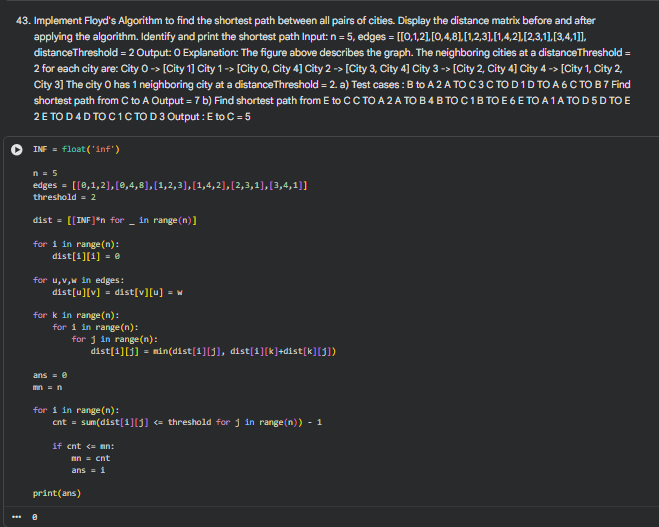 43. Implement Floyd's Algorithm to find the shortest path between all pairs of cities. Display the distance matrix before and after
applying the algorithm. Identify and print the shortest path Input: n = 5, edges = [[0,1,2],[0,4,8],[1,2,3],[1,4,2],[2,3,1],[3,4,1]],
distanceThreshold = 2 Output: 0 Explanation: The figure above describes the graph. The neighboring cities at a distanceThreshold =
2 for each city are: City 0 -> [City 1] City 1 -> [City 0, City 4] City 2 -> [City 3, City 4] City 3 -> [City 2, City 4] City 4 -> [City 1, City 2,
City 3] The city 0 has 1 neighboring city at a distanceThreshold = 2. a) Test cases : B to A 2 A TO C 3 C TO D 1 D TO A 6 C TO B 7 Find
shortest path from C to A Output = 7 b) Find shortest path from E to C C TO A 2 A TO B 4 B TO C 1 B TO E 6 E TO A 1 A TO D 5 D TO E
2 E TO D 4 D TO C 1 C TO D 3 Output : E to C = 5
INF = float('inf')
n = 5
edges = [[0,1,2],[0,4,8],[1,2,3],[1,4,2],[2,3,1],[3,4,1]]
threshold = 2
dist = [[INF]*n for _ in range(n)]
for i in range(n):
    dist[i][i] = 0
for u,v,w in edges:
    dist[u][v] = dist[v][u] = w
for k in range(n):
    for i in range(n):
        for j in range(n):
            dist[i][j] = min(dist[i][j], dist[i][k]+dist[k][j])
ans = 0
mn = n
for i in range(n):
    cnt = sum(dist[i][j] <= threshold for j in range(n)) - 1
    if cnt <= mn:
        mn = cnt
        ans = i
print(ans)
0